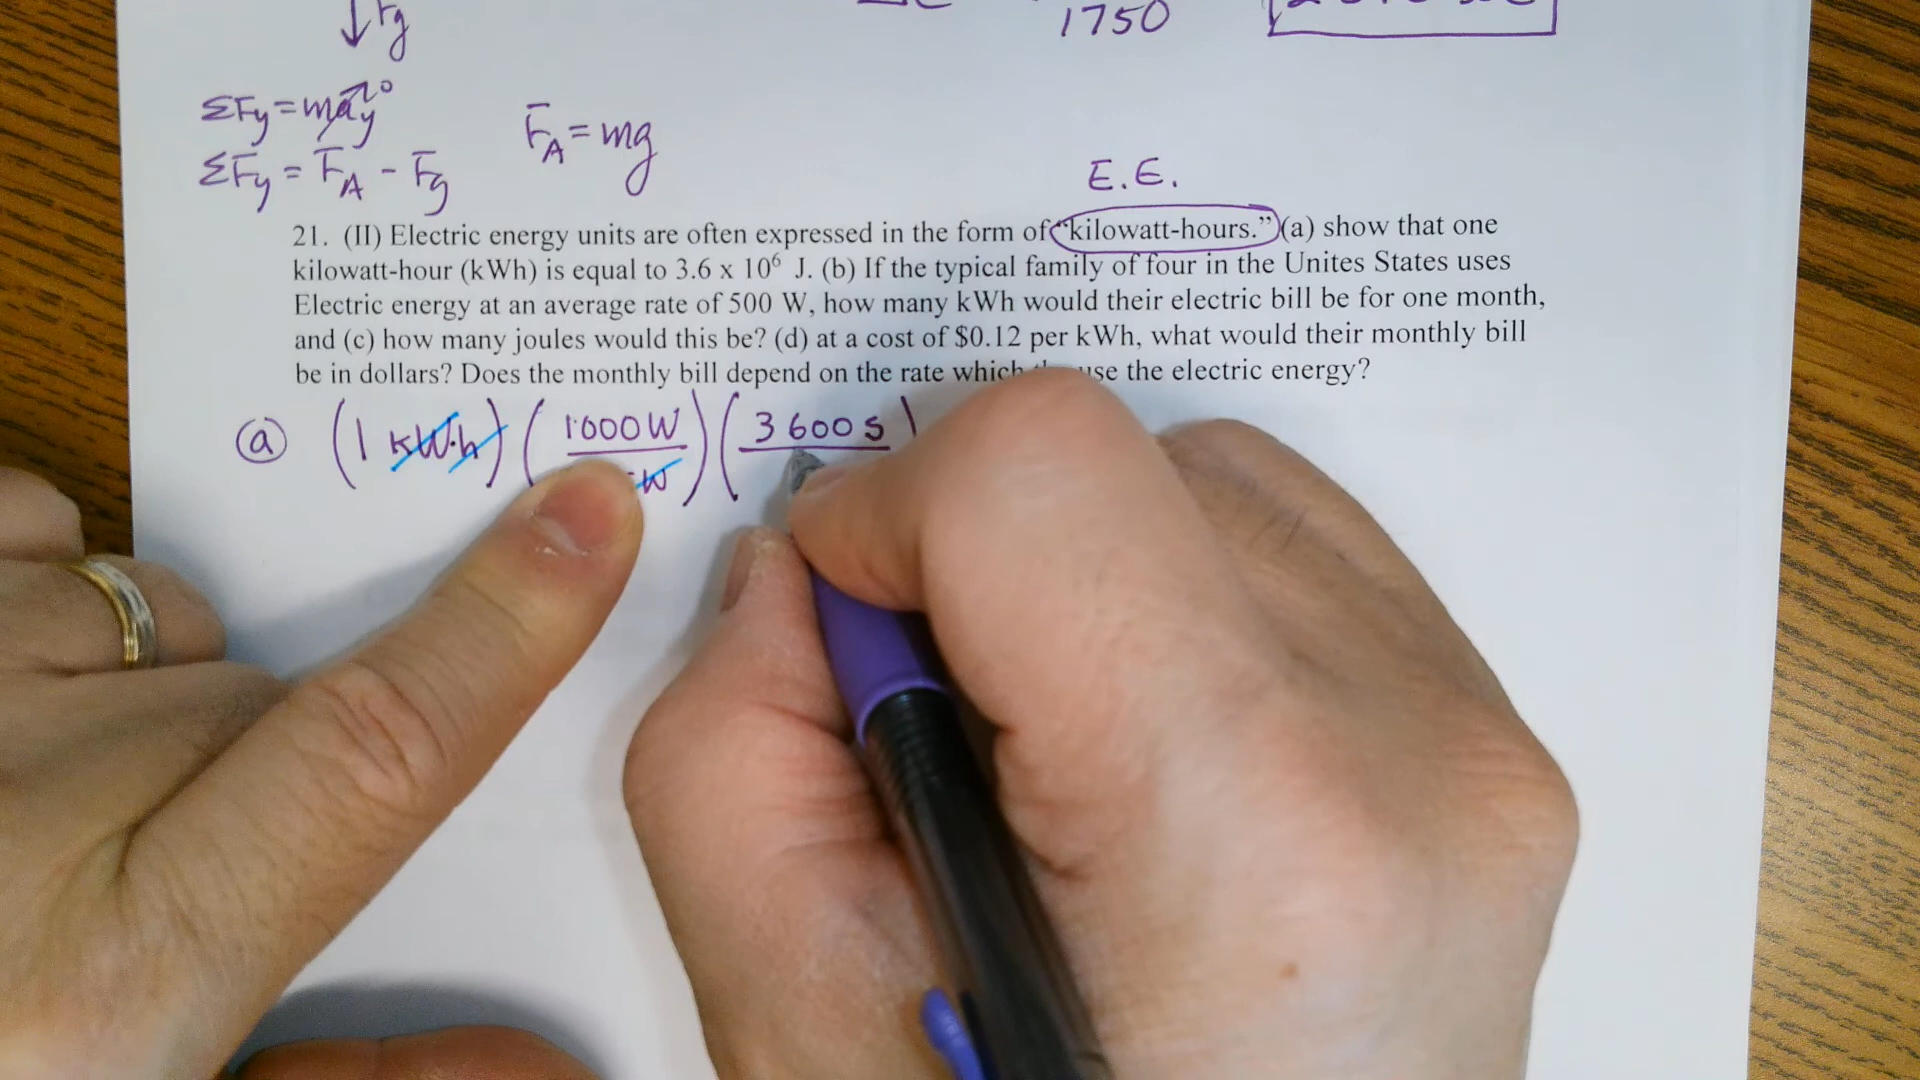 Fg
1750
ΣFy = may 0
FA = mg
ΣFy = FA - Fg
E.E.
21. (II) Electric energy units are often expressed in the form of “kilowatt-hours.” (a) show that one
kilowatt-hour (kWh) is equal to 3.6 x 10⁶ J. (b) If the typical family of four in the Unites States uses
Electric energy at an average rate of 500 W, how many kWh would their electric bill be for one month,
and (c) how many joules would this be? (d) at a cost of $0.12 per kWh, what would their monthly bill
be in dollars? Does the monthly bill depend on the rate which use the electric energy?
(a) (1 kW·h) (1000W / W) (3600 s)